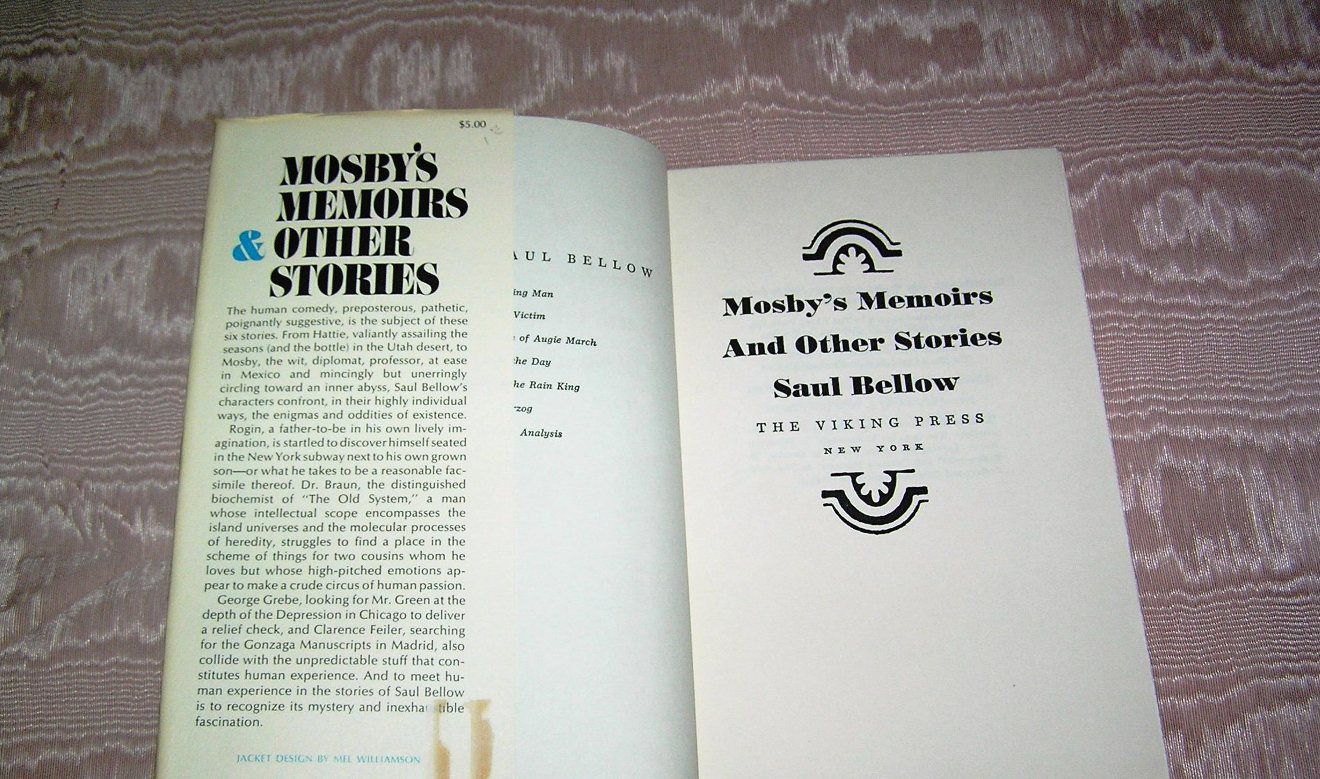 $5.00
MOSBY'S
MEMOIRS
& OTHER
STORIES
The human comedy, preposterous, pathetic,
poignantly suggestive, is the subject of these
six stories. From Hattie, valiantly assailing the
seasons (and the bottle) in the Utah desert, to
Mosby, the wit, diplomat, professor, at ease
in Mexico and mincingly but unerringly
circling toward an inner abyss, Saul Bellow's
characters confront, in their highly individual
ways, the enigmas and oddities of existence.
Rogin, a father-to-be in his own lively im-
agination, is startled to discover himself seated
in the New York subway next to his own grown
son—or what he takes to be a reasonable fac-
simile thereof. Dr. Braun, the distinguished
biochemist of "The Old System," a man
whose intellectual scope encompasses the
island universes and the molecular processes
of heredity, struggles to find a place in the
scheme of things for two cousins whom he
loves but whose high-pitched emotions ap-
pear to make a crude circus of human passion.
George Grebe, looking for Mr. Green at the
depth of the Depression in Chicago to deliver
a relief check, and Clarence Feiler, searching
for the Gonzaga Manuscripts in Madrid, also
collide with the unpredictable stuff that con-
stitutes human experience. And to meet hu-
man experience in the stories of Saul Bellow
is to recognize its mystery and inexha tible
fascination.
JACKET DESIGN BY MEL WILLIAMSON
AUL BELLOW
ing Man
Victim
of Augie March
he Day
he Rain King
zog
Analysis
Mosby's Memoirs
And Other Stories
Saul Bellow
THE VIKING PRESS
NEW YORK